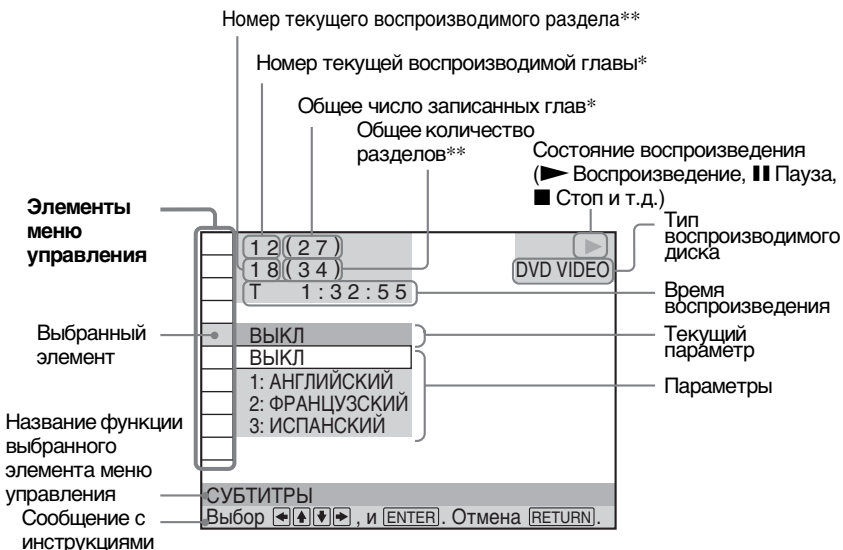 Номер текущего воспроизводимого раздела**
Номер текущей воспроизводимой главы*
Общее число записанных глав*
Общее количество
разделов**
Состояние воспроизведения
(► Воспроизведение, ❚❚ Пауза,
■ Стоп и т.д.)
Элементы
меню
управления
Тип
воспроизводимого
диска
12(27)
18(34)
T 1:32:55
►
DVD VIDEO
Время
воспроизведения
Выбранный
элемент
ВЫКЛ
ВЫКЛ
1: АНГЛИЙСКИЙ
2: ФРАНЦУЗСКИЙ
3: ИСПАНСКИЙ
Текущий
параметр
Параметры
Название функции
выбранного
элемента меню
управления
СУБТИТРЫ
Выбор ←↑↓→ , и ENTER. Отмена RETURN.
Сообщение с
инструкциями